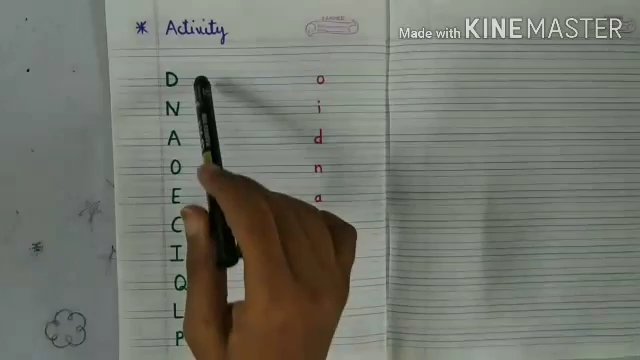 Made with KINEMASTER
* Activity
D o
N i
A d
O n
E a
C
I
Q
L
P